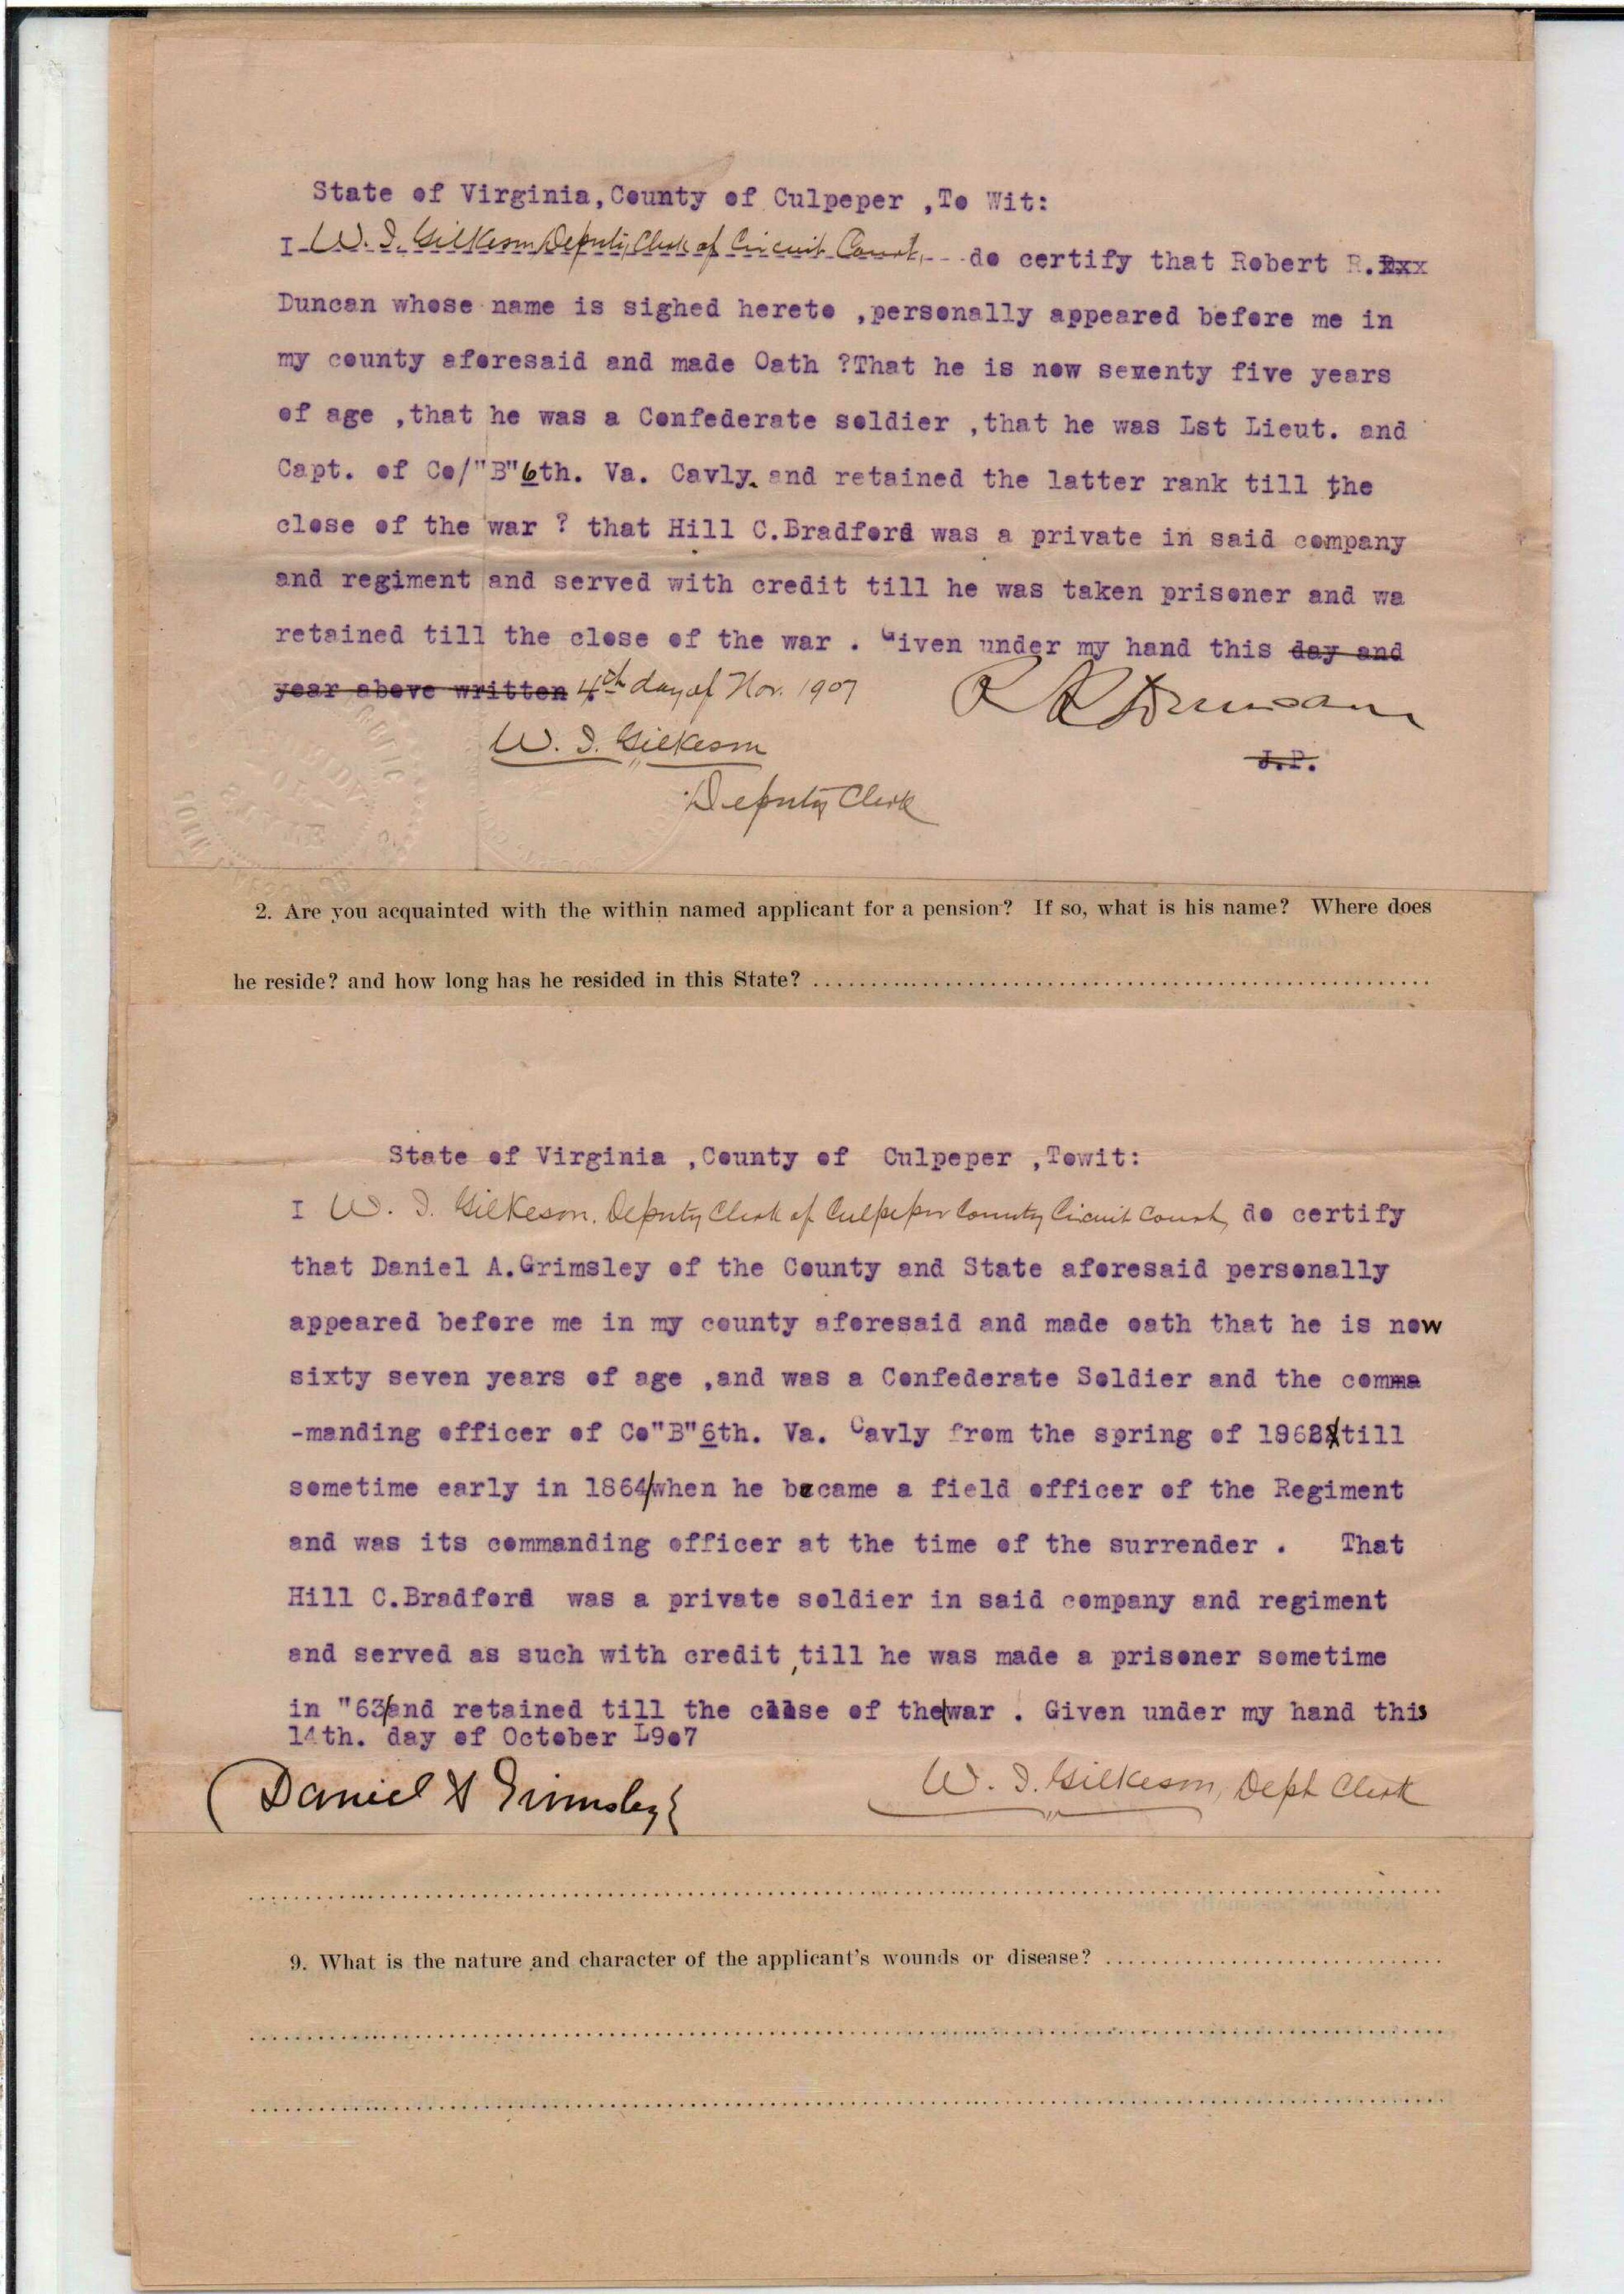 State of Virginia,County of Culpeper ,To Wit:
I W. I. Gilkeson Deputy Clerk of Circuit Court, do certify that Robert R.Dxx
Duncan whose name is sighed hereto ,personally appeared before me in
my county aforesaid and made Oath ?That he is now seventy five years
of age ,that he was a Confederate soldier ,that he was Lst Lieut. and
Capt. of Co/"B"6th. Va. Cavly. and retained the latter rank till the
close of the war ? that Hill C.Bradford was a private in said company
and regiment and served with credit till he was taken prisoner and wa
retained till the close of the war . Given under my hand this day and
year above written 4th day of Nov. 1907
R R Duncan
W. I. Gilkeson
J.P.
Deputy Clerk
2. Are you acquainted with the within named applicant for a pension? If so, what is his name? Where does
he reside? and how long has he resided in this State?
State of Virginia ,County of Culpeper ,Towit:
I W. I. Gilkeson, Deputy Clerk of Culpeper County Circuit Court, do certify
that Daniel A.Grimsley of the County and State aforesaid personally
appeared before me in my county aforesaid and made oath that he is now
sixty seven years of age ,and was a Confederate Soldier and the comma
-manding officer of Co"B"6th. Va. Cavly from the spring of 1962 till
sometime early in 1864/when he became a field officer of the Regiment
and was its commanding officer at the time of the surrender . That
Hill C.Bradford was a private soldier in said company and regiment
and served as such with credit ,till he was made a prisoner sometime
in "63/and retained till the close of the war . Given under my hand this
14th. day of October L9o7
Daniel A Grimsley
W. I. Gilkeson, Dept Clerk
9. What is the nature and character of the applicant's wounds or disease?